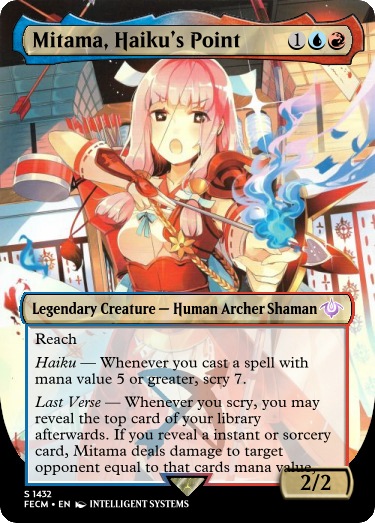 Mitama, Haiku's Point 1
Legendary Creature — Human Archer Shaman
Reach
Haiku — Whenever you cast a spell with
mana value 5 or greater, scry 7.
Last Verse — Whenever you scry, you may
reveal the top card of your library
afterwards. If you reveal a instant or sorcery
card, Mitama deals damage to target
opponent equal to that cards mana value,
2/2
S 1432
FECM • EN INTELLIGENT SYSTEMS